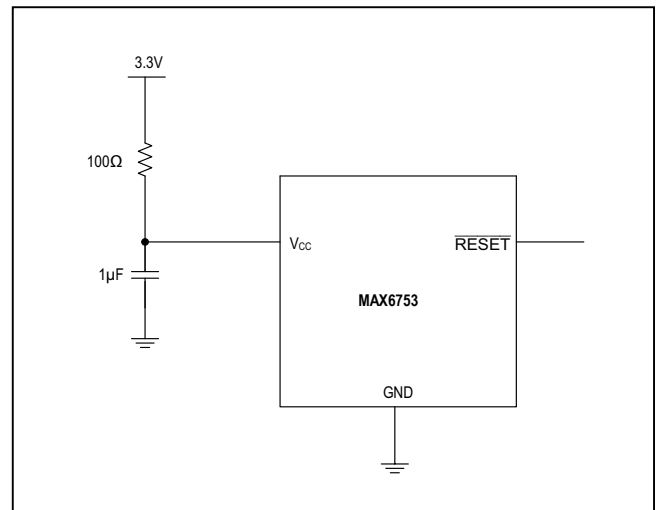 3.3V
100Ω
1µF
VCC
RESET
MAX6753
GND